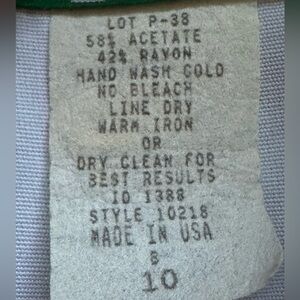 LOT P-38
58% ACETATE
42% RAYON
HAND WASH COLD
NO BLEACH
LINE DRY
WARM IRON
OR
DRY CLEAN FOR
BEST RESULTS
ID 1388
STYLE 10218
MADE IN USA
8
10